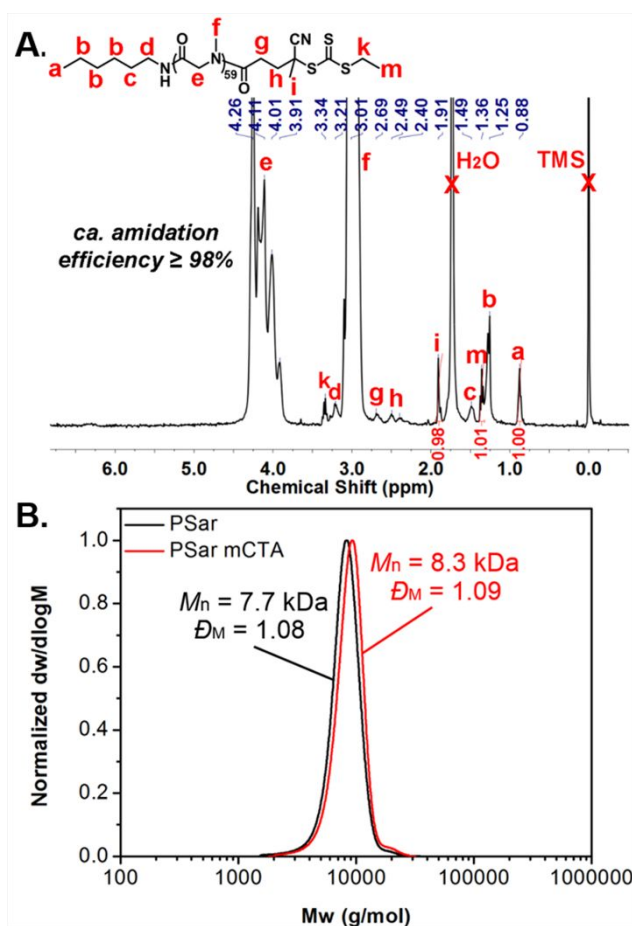 A.
f
CN
S
b b d O f g k
a b c NH e N 59 O h i S S m
4.26
4.11
4.01
3.91
3.34
3.21
3.01
2.69
2.49
2.40
1.91
1.49
1.36
1.25
0.88
e f X H2O TMS X
ca. amidation
efficiency ≥ 98%
k d g h i c m b a
0.98 1.01 1.00
6.0 5.0 4.0 3.0 2.0 1.0 0.0
Chemical Shift (ppm)
B.
PSar
PSar mCTA
Mn = 8.3 kDa
ĐM = 1.09
Mn = 7.7 kDa
ĐM = 1.08
1.0
0.8
0.6
0.4
0.2
0.0
Normalized dw/dlogM
100 1000 10000 100000 1000000
Mw (g/mol)